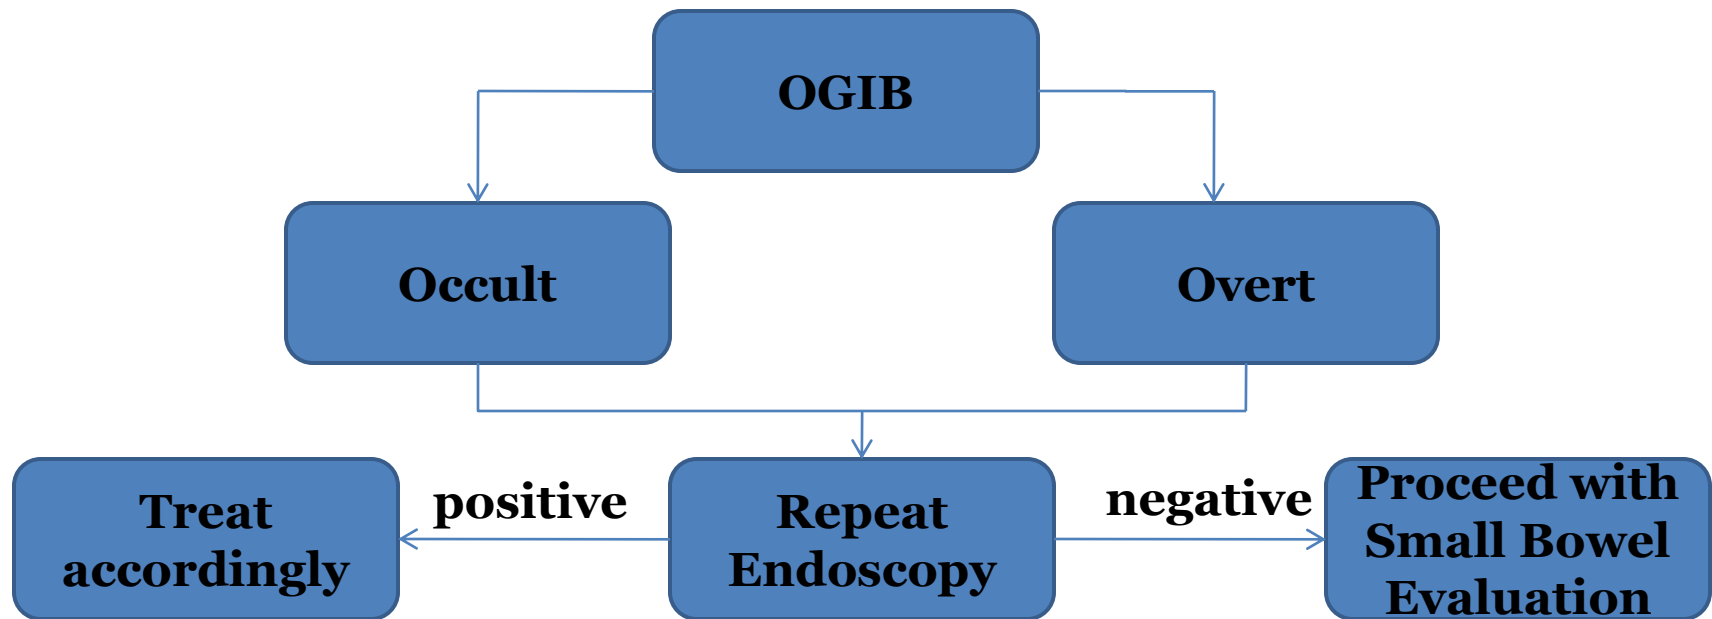 OGIB
Occult
Overt
Treat
accordingly
positive
Repeat
Endoscopy
negative
Proceed with
Small Bowel
Evaluation